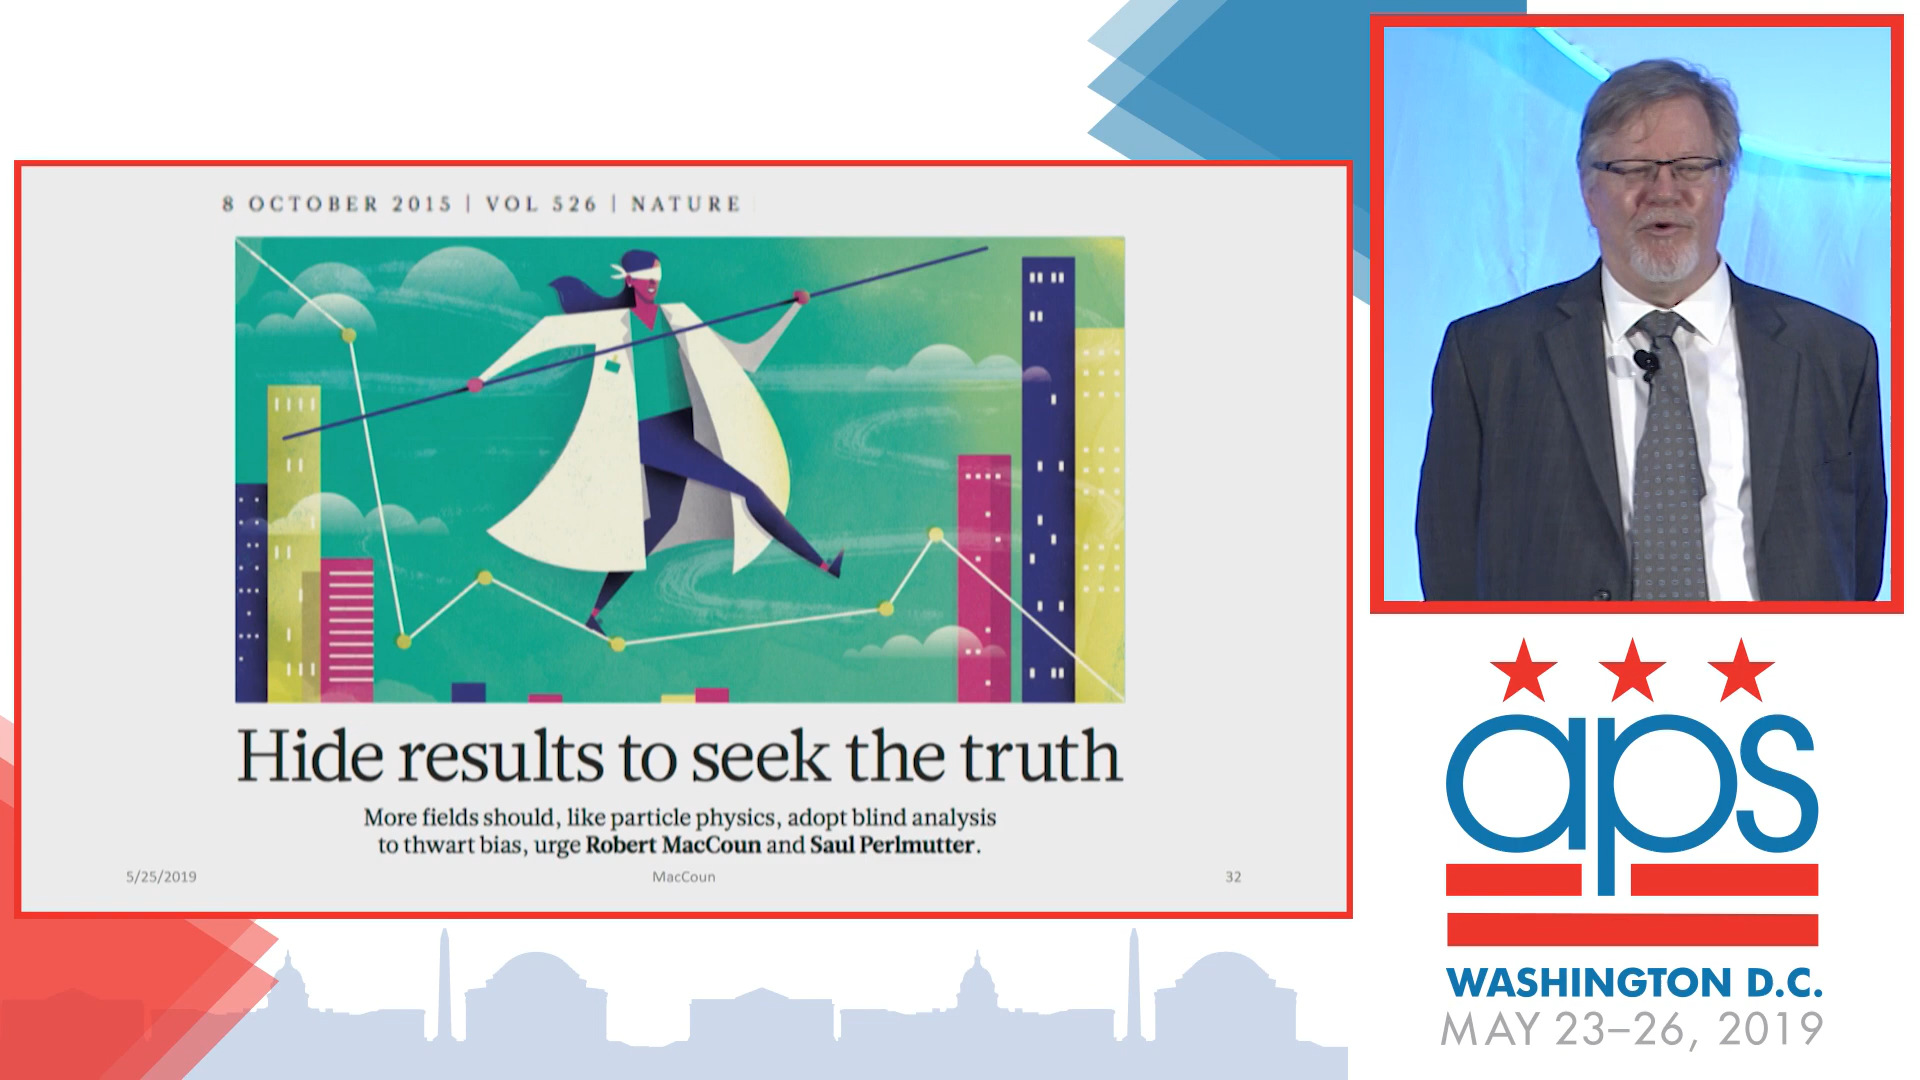 8 OCTOBER 2015 | VOL 526 | NATURE
Hide results to seek the truth
More fields should, like particle physics, adopt blind analysis
to thwart bias, urge Robert MacCoun and Saul Perlmutter.
5/25/2019 MacCoun 32
aps
WASHINGTON D.C.
MAY 23–26, 2019